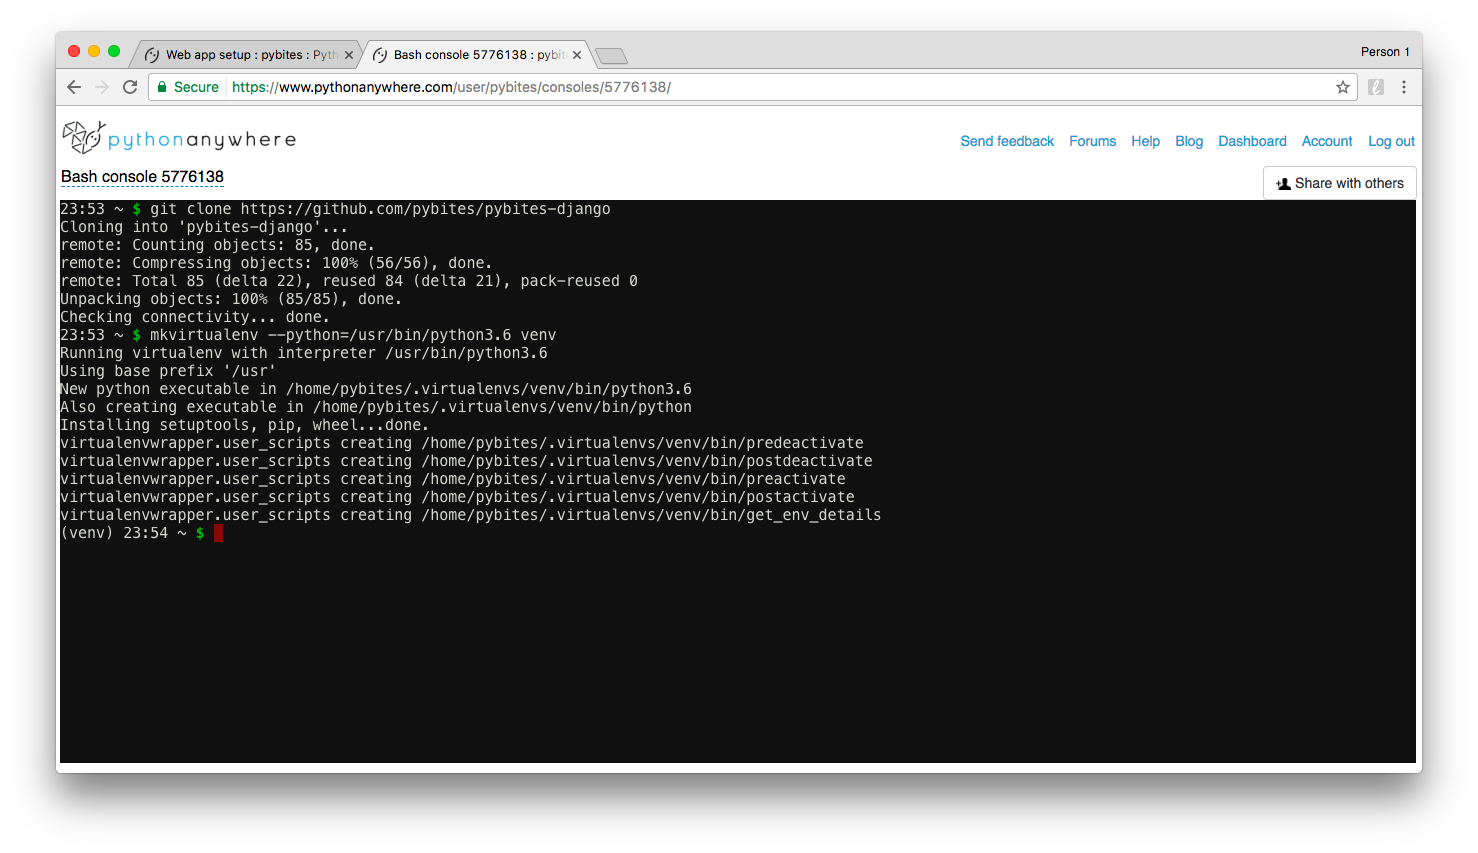 Web app setup : pybites : Pyth
Bash console 5776138 : pybit
Person 1
Secure
https://www.pythonanywhere.com/user/pybites/consoles/5776138/
pythonanywhere
Send feedback Forums Help Blog Dashboard Account Log out
Bash console 5776138
Share with others
23:53 ~ $ git clone https://github.com/pybites/pybites-django
Cloning into 'pybites-django'...
remote: Counting objects: 85, done.
remote: Compressing objects: 100% (56/56), done.
remote: Total 85 (delta 22), reused 84 (delta 21), pack-reused 0
Unpacking objects: 100% (85/85), done.
Checking connectivity... done.
23:53 ~ $ mkvirtualenv --python=/usr/bin/python3.6 venv
Running virtualenv with interpreter /usr/bin/python3.6
Using base prefix '/usr'
New python executable in /home/pybites/.virtualenvs/venv/bin/python3.6
Also creating executable in /home/pybites/.virtualenvs/venv/bin/python
Installing setuptools, pip, wheel...done.
virtualenvwrapper.user_scripts creating /home/pybites/.virtualenvs/venv/bin/predeactivate
virtualenvwrapper.user_scripts creating /home/pybites/.virtualenvs/venv/bin/postdeactivate
virtualenvwrapper.user_scripts creating /home/pybites/.virtualenvs/venv/bin/preactivate
virtualenvwrapper.user_scripts creating /home/pybites/.virtualenvs/venv/bin/postactivate
virtualenvwrapper.user_scripts creating /home/pybites/.virtualenvs/venv/bin/get_env_details
(venv) 23:54 ~ $